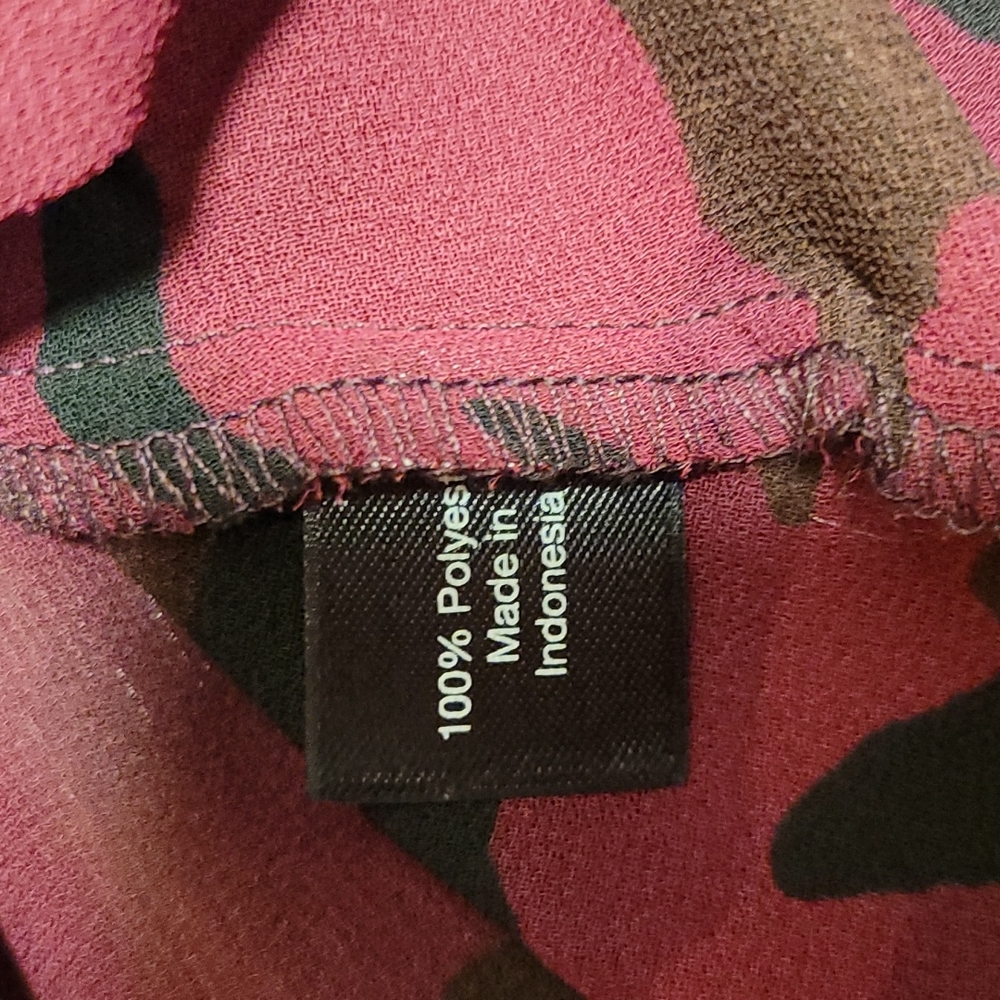 100% Polyes
Made in
Indonesia